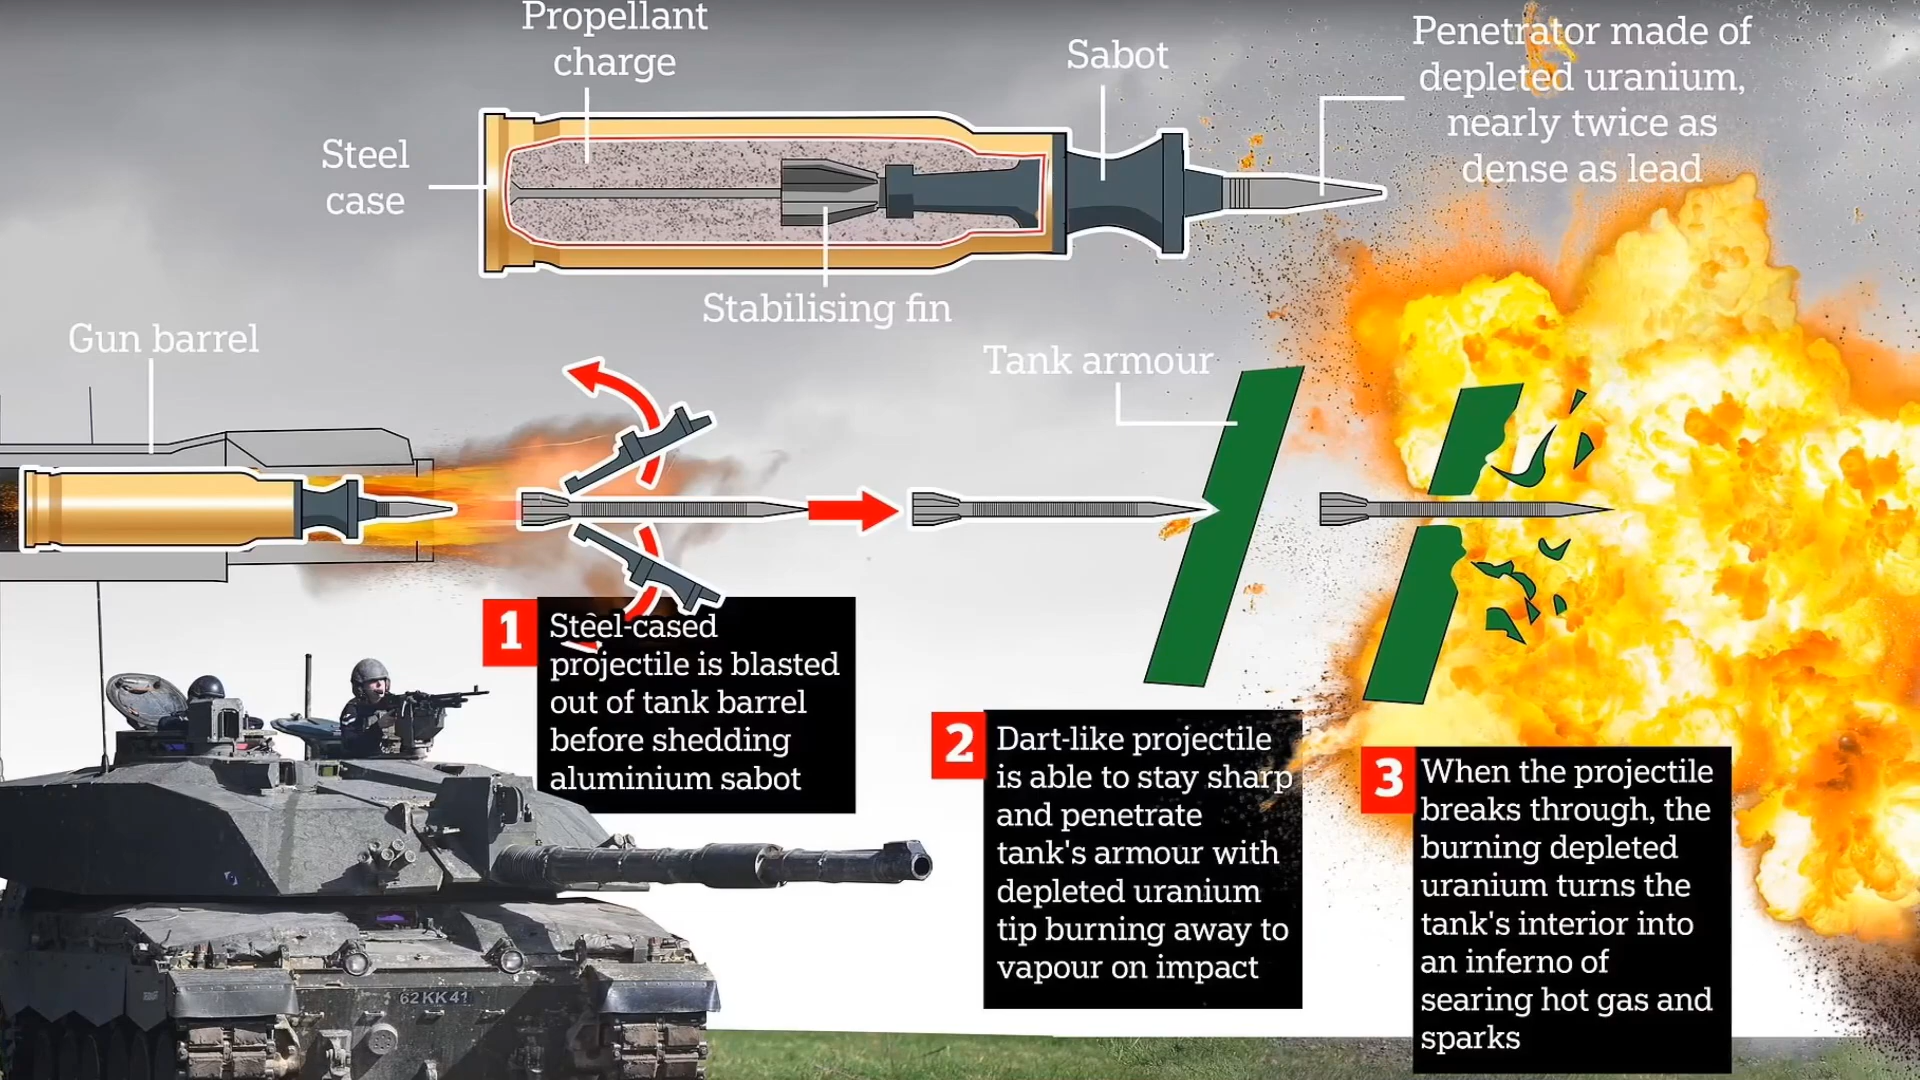 Propellant
charge
Sabot
Penetrator made of
depleted uranium,
nearly twice as
dense as lead
Steel
case
Stabilising fin
Gun barrel
Tank armour
1
Steel-cased
projectile is blasted
out of tank barrel
before shedding
aluminium sabot
2
Dart-like projectile
is able to stay sharp
and penetrate
tank's armour with
depleted uranium
tip burning away to
vapour on impact
3
When the projectile
breaks through, the
burning depleted
uranium turns the
tank's interior into
an inferno of
searing hot gas and
sparks
62KK41